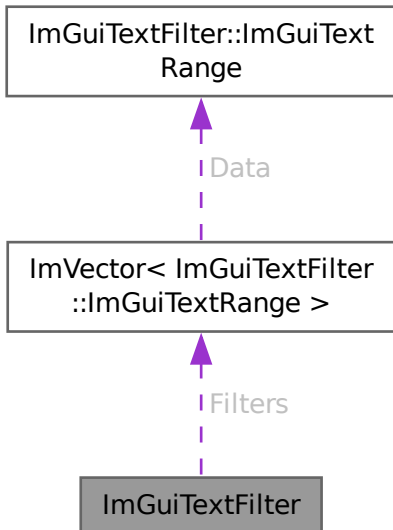 ImGuiTextFilter::ImGuiText
Range
Data
ImVector< ImGuiTextFilter
::ImGuiTextRange >
Filters
ImGuiTextFilter